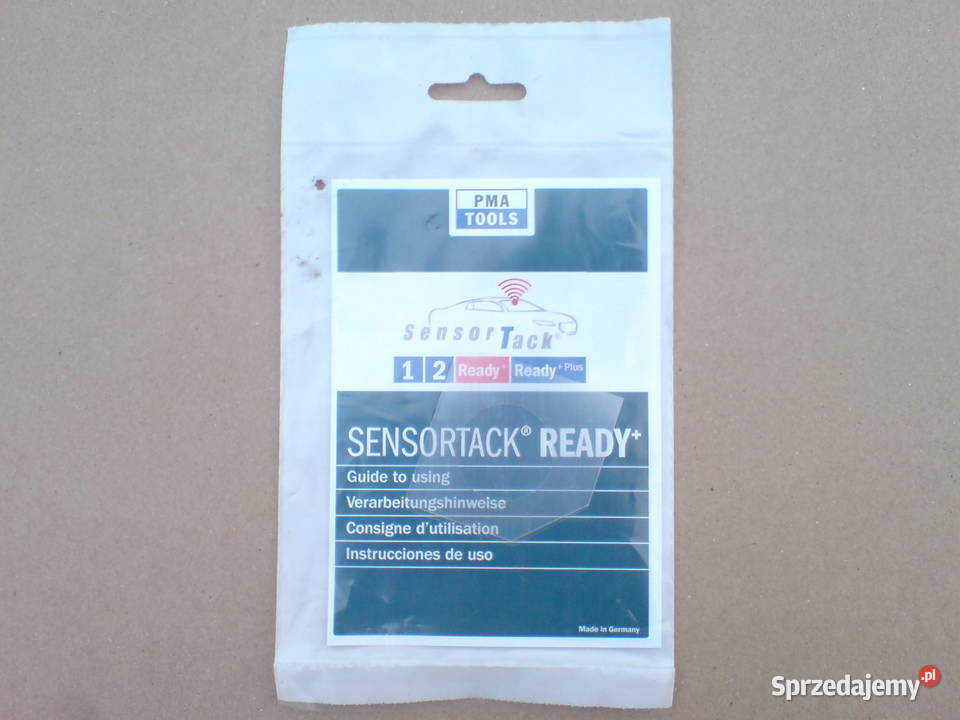 PMA
TOOLS
SensorTack®
1 2 Ready+ Ready+Plus
SENSORTACK® READY+
Guide to using
Verarbeitungshinweise
Consigne d'utilisation
Instrucciones de uso
Made in Germany
Sprzedajemy.pl